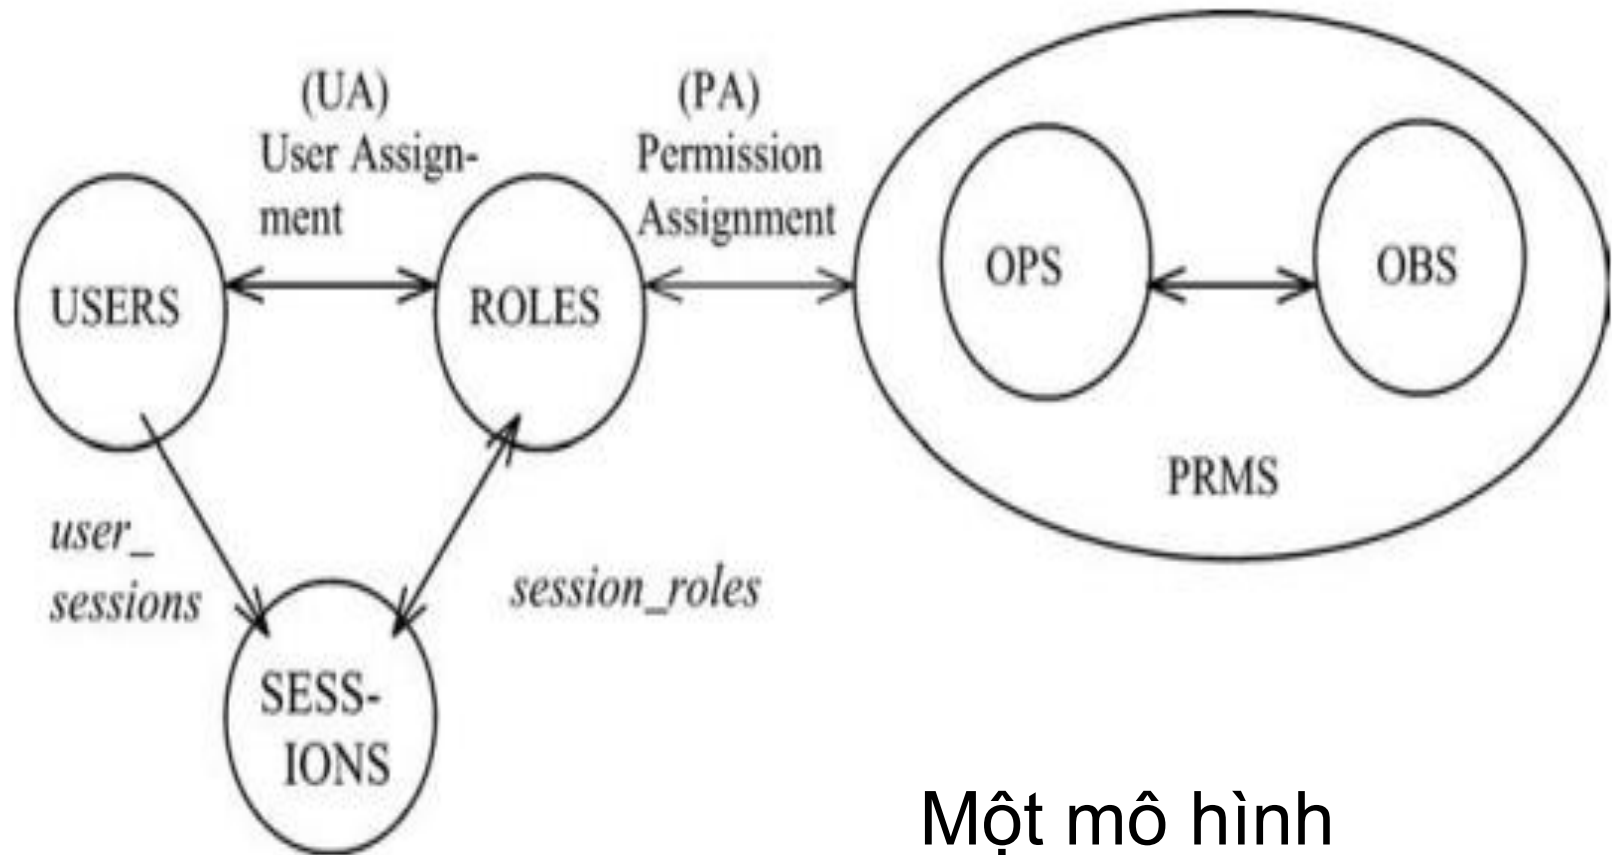 (UA)
User Assign-
ment
(PA)
Permission
Assignment
USERS
ROLES
OPS
OBS
PRMS
user_
sessions
session_roles
SESS-
IONS
Một mô hình